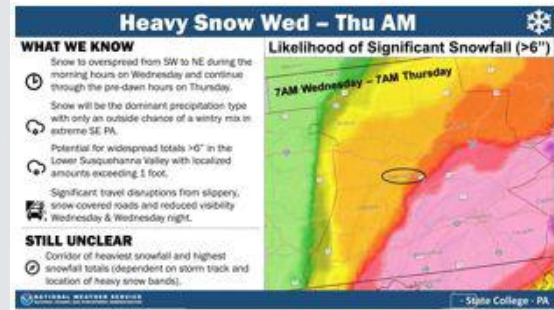 Heavy Snow Wed – Thu AM
WHAT WE KNOW
Snow to overspread from SW to NE during the
morning hours on Wednesday and continue
through the pre-dawn hours on Thursday.
Snow will be the dominant precipitation type
with only an outside chance of a wintry mix in
extreme SE PA.
Potential for widespread totals >6" in the
Lower Susquehanna Valley with localized
amounts exceeding 1 foot.
Significant travel disruptions from slippery,
snow-covered roads and reduced visibility
Wednesday & Wednesday night.
STILL UNCLEAR
Corridor of heaviest snowfall and highest
snowfall totals (dependent on storm track and
location of heavy snow bands).
NATIONAL WEATHER SERVICE
Likelihood of Significant Snowfall (>6")
7AM Wednesday – 7AM Thursday
State College - PA